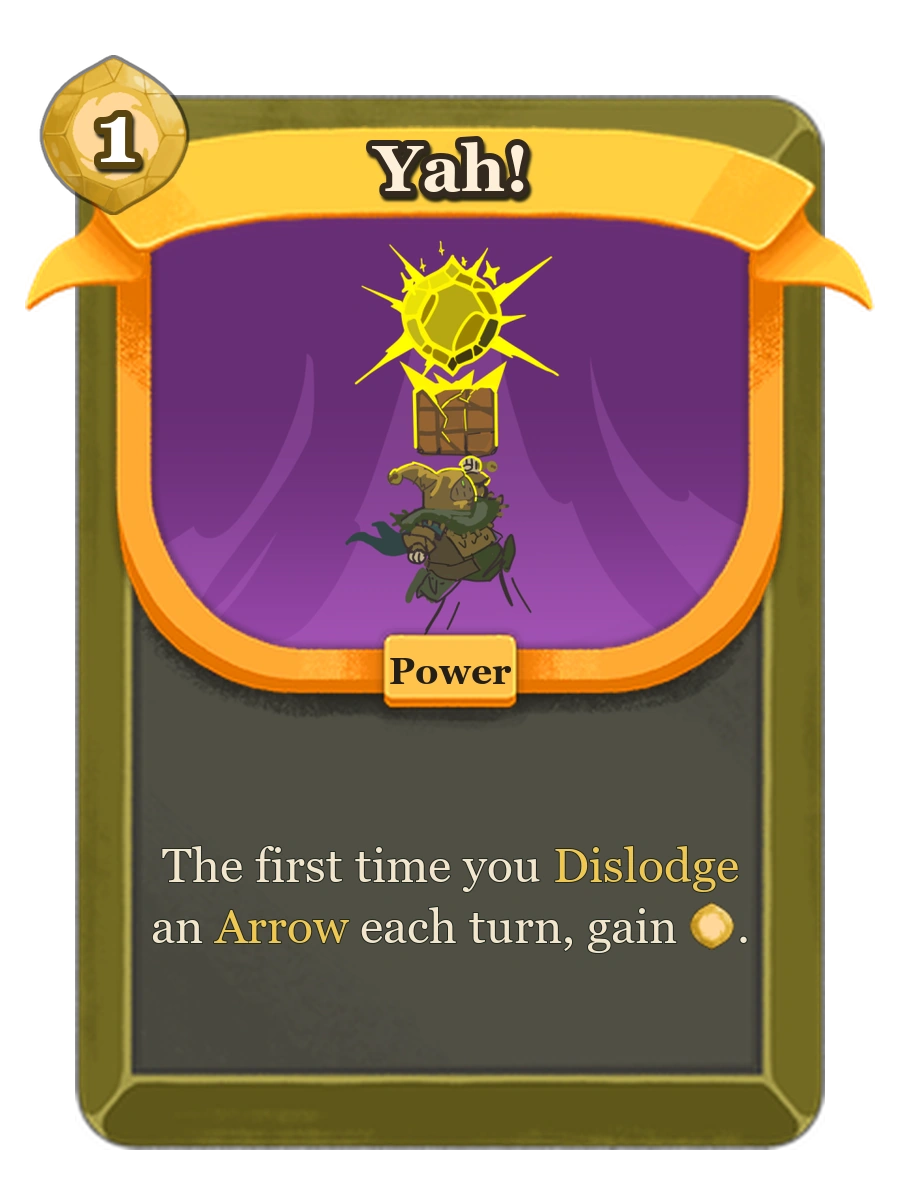 1
Yah!
Power
The first time you Dislodge
an Arrow each turn, gain .